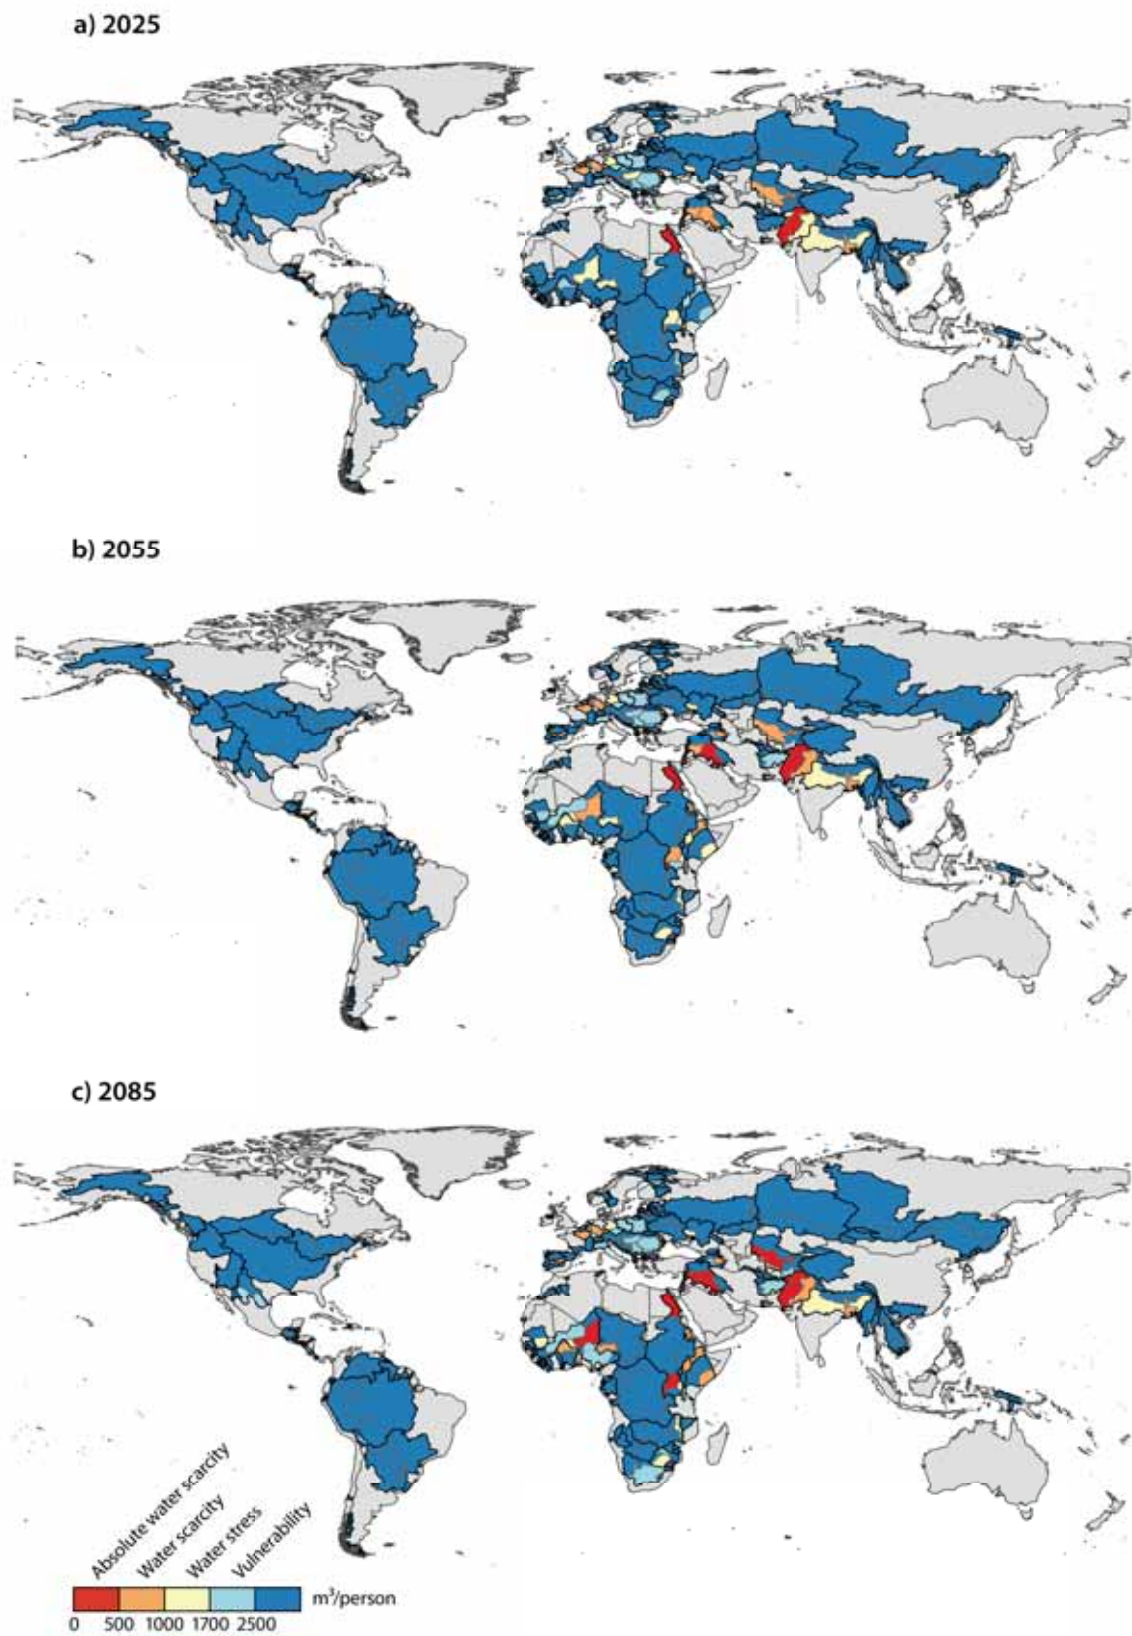 a) 2025
b) 2055
c) 2085
Absolute water scarcity
Water scarcity
Water stress
Vulnerability
m³/person
0 500 1000 1700 2500